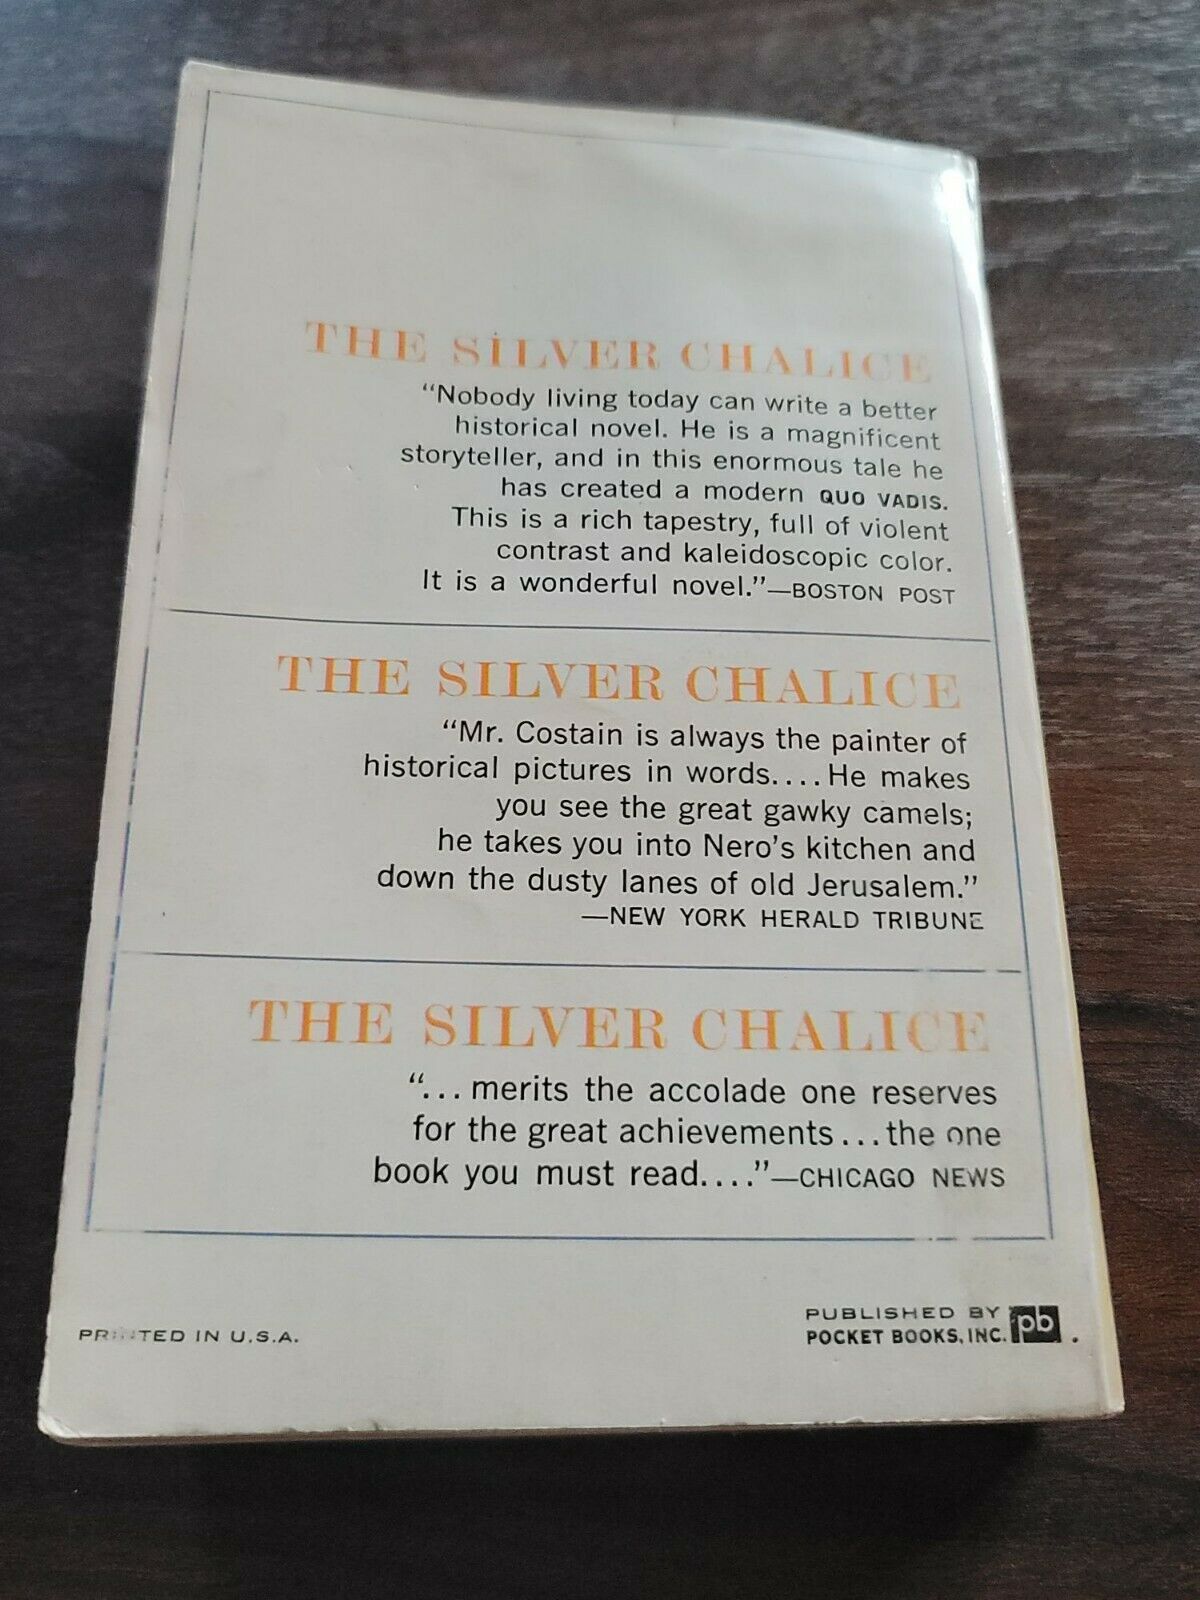 THE SILVER CHALICE
“Nobody living today can write a better
historical novel. He is a magnificent
storyteller, and in this enormous tale he
has created a modern QUO VADIS.
This is a rich tapestry, full of violent
contrast and kaleidoscopic color.
It is a wonderful novel.”—BOSTON POST
THE SILVER CHALICE
“Mr. Costain is always the painter of
historical pictures in words....He makes
you see the great gawky camels;
he takes you into Nero’s kitchen and
down the dusty lanes of old Jerusalem.”
—NEW YORK HERALD TRIBUNE
THE SILVER CHALICE
“...merits the accolade one reserves
for the great achievements...the one
book you must read....”—CHICAGO NEWS
PRINTED IN U.S.A.
PUBLISHED BY
POCKET BOOKS, INC. pb .